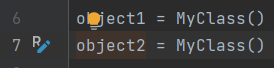 6 object1 = MyClass()
7 object2 = MyClass()